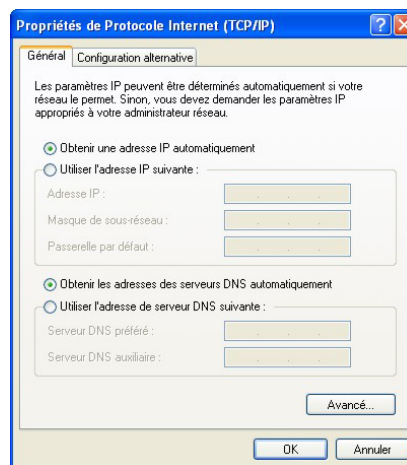 Propriétés de Protocole Internet (TCP/IP)
Général
Configuration alternative
Les paramètres IP peuvent être déterminés automatiquement si votre
réseau le permet. Sinon, vous devez demander les paramètres IP
appropriés à votre administrateur réseau.
Obtenir une adresse IP automatiquement
Utiliser l'adresse IP suivante :
Adresse IP :
Masque de sous-réseau :
Passerelle par défaut :
Obtenir les adresses des serveurs DNS automatiquement
Utiliser l'adresse de serveur DNS suivante :
Serveur DNS préféré :
Serveur DNS auxiliaire :
Avancé...
OK
Annuler